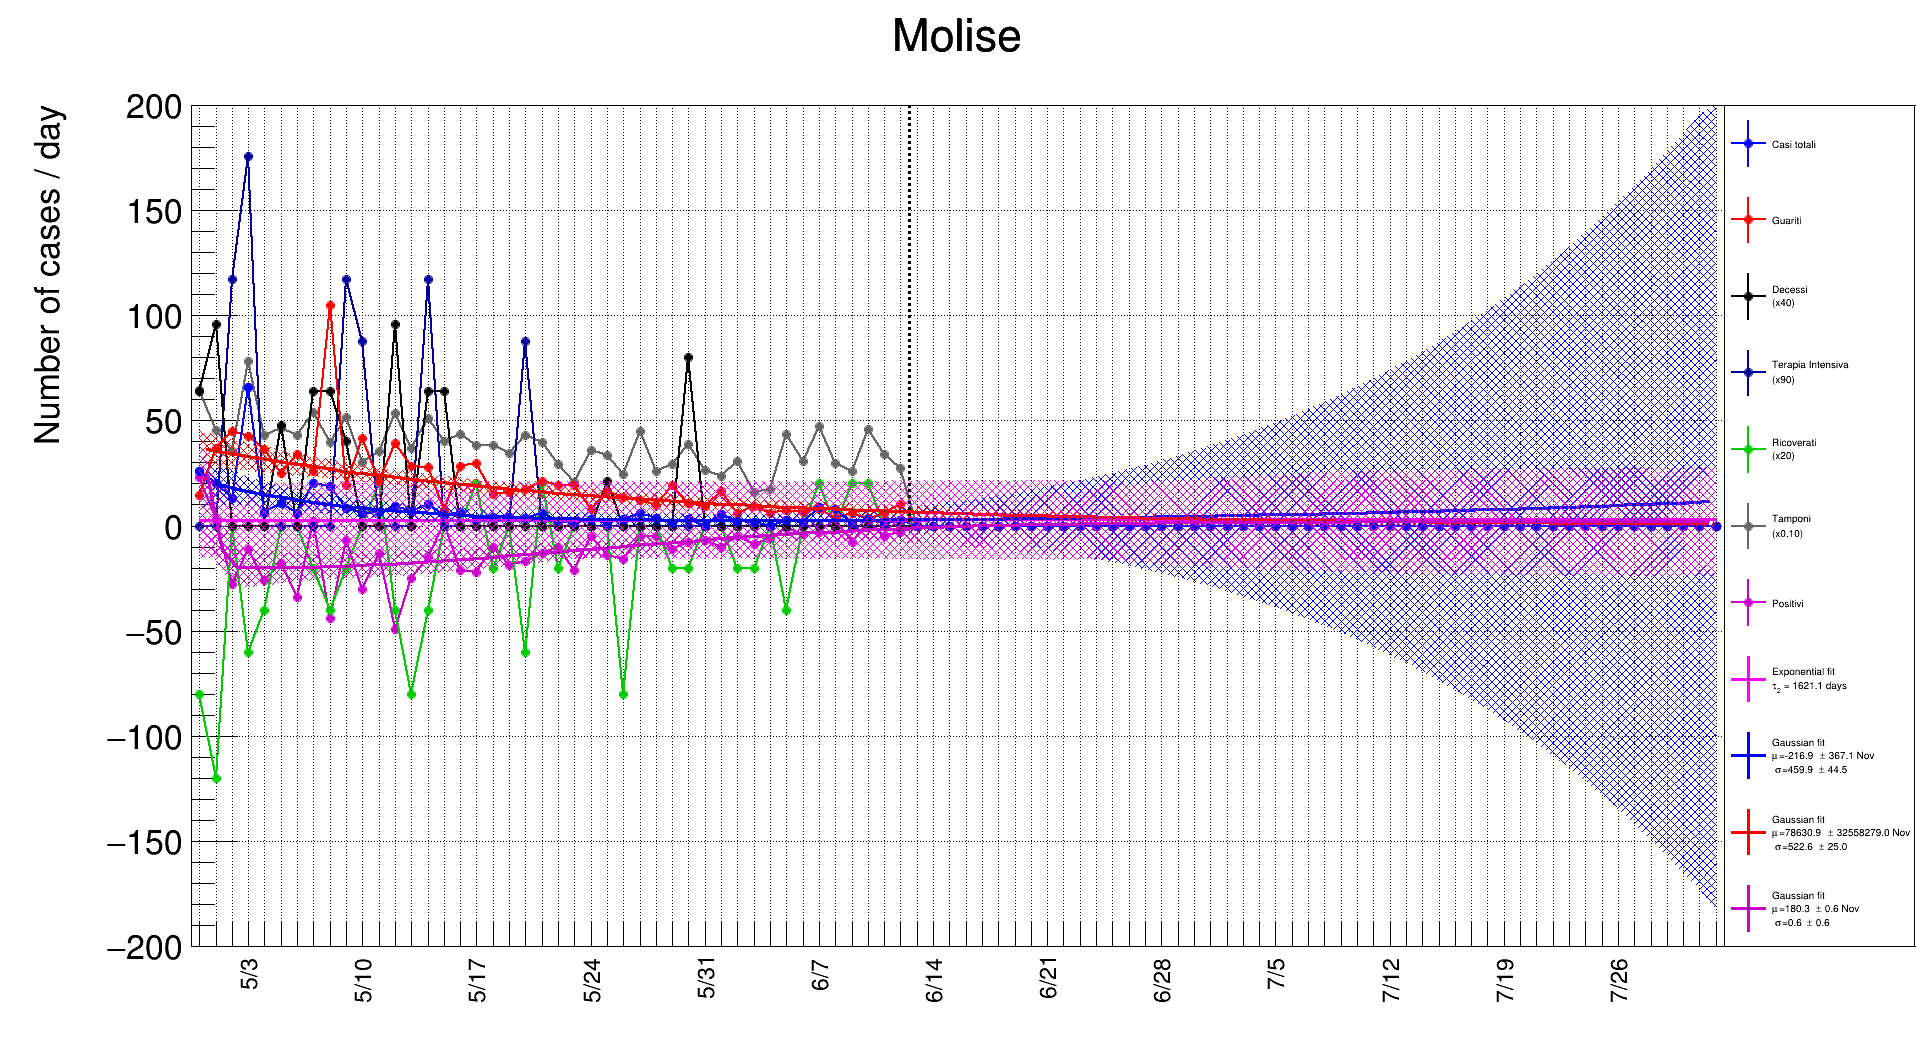 Molise
Number of cases / day
200
150
100
50
0
−50
−100
−150
−200
5/3
5/10
5/17
5/24
5/31
6/7
6/14
6/21
6/28
7/5
7/12
7/19
7/26
Casi totali
Guariti
Decessi
(x40)
Terapia Intensiva
(x90)
Ricoverati
(x20)
Tamponi
(x0.10)
Positivi
Exponential fit
τ2 = 1621.1 days
Gaussian fit
μ=-216.9 ± 367.1 Nov
σ=459.9 ± 44.5
Gaussian fit
μ=78630.9 ± 32558279.0 Nov
σ=522.6 ± 25.0
Gaussian fit
μ=180.3 ± 0.6 Nov
σ=0.6 ± 0.6